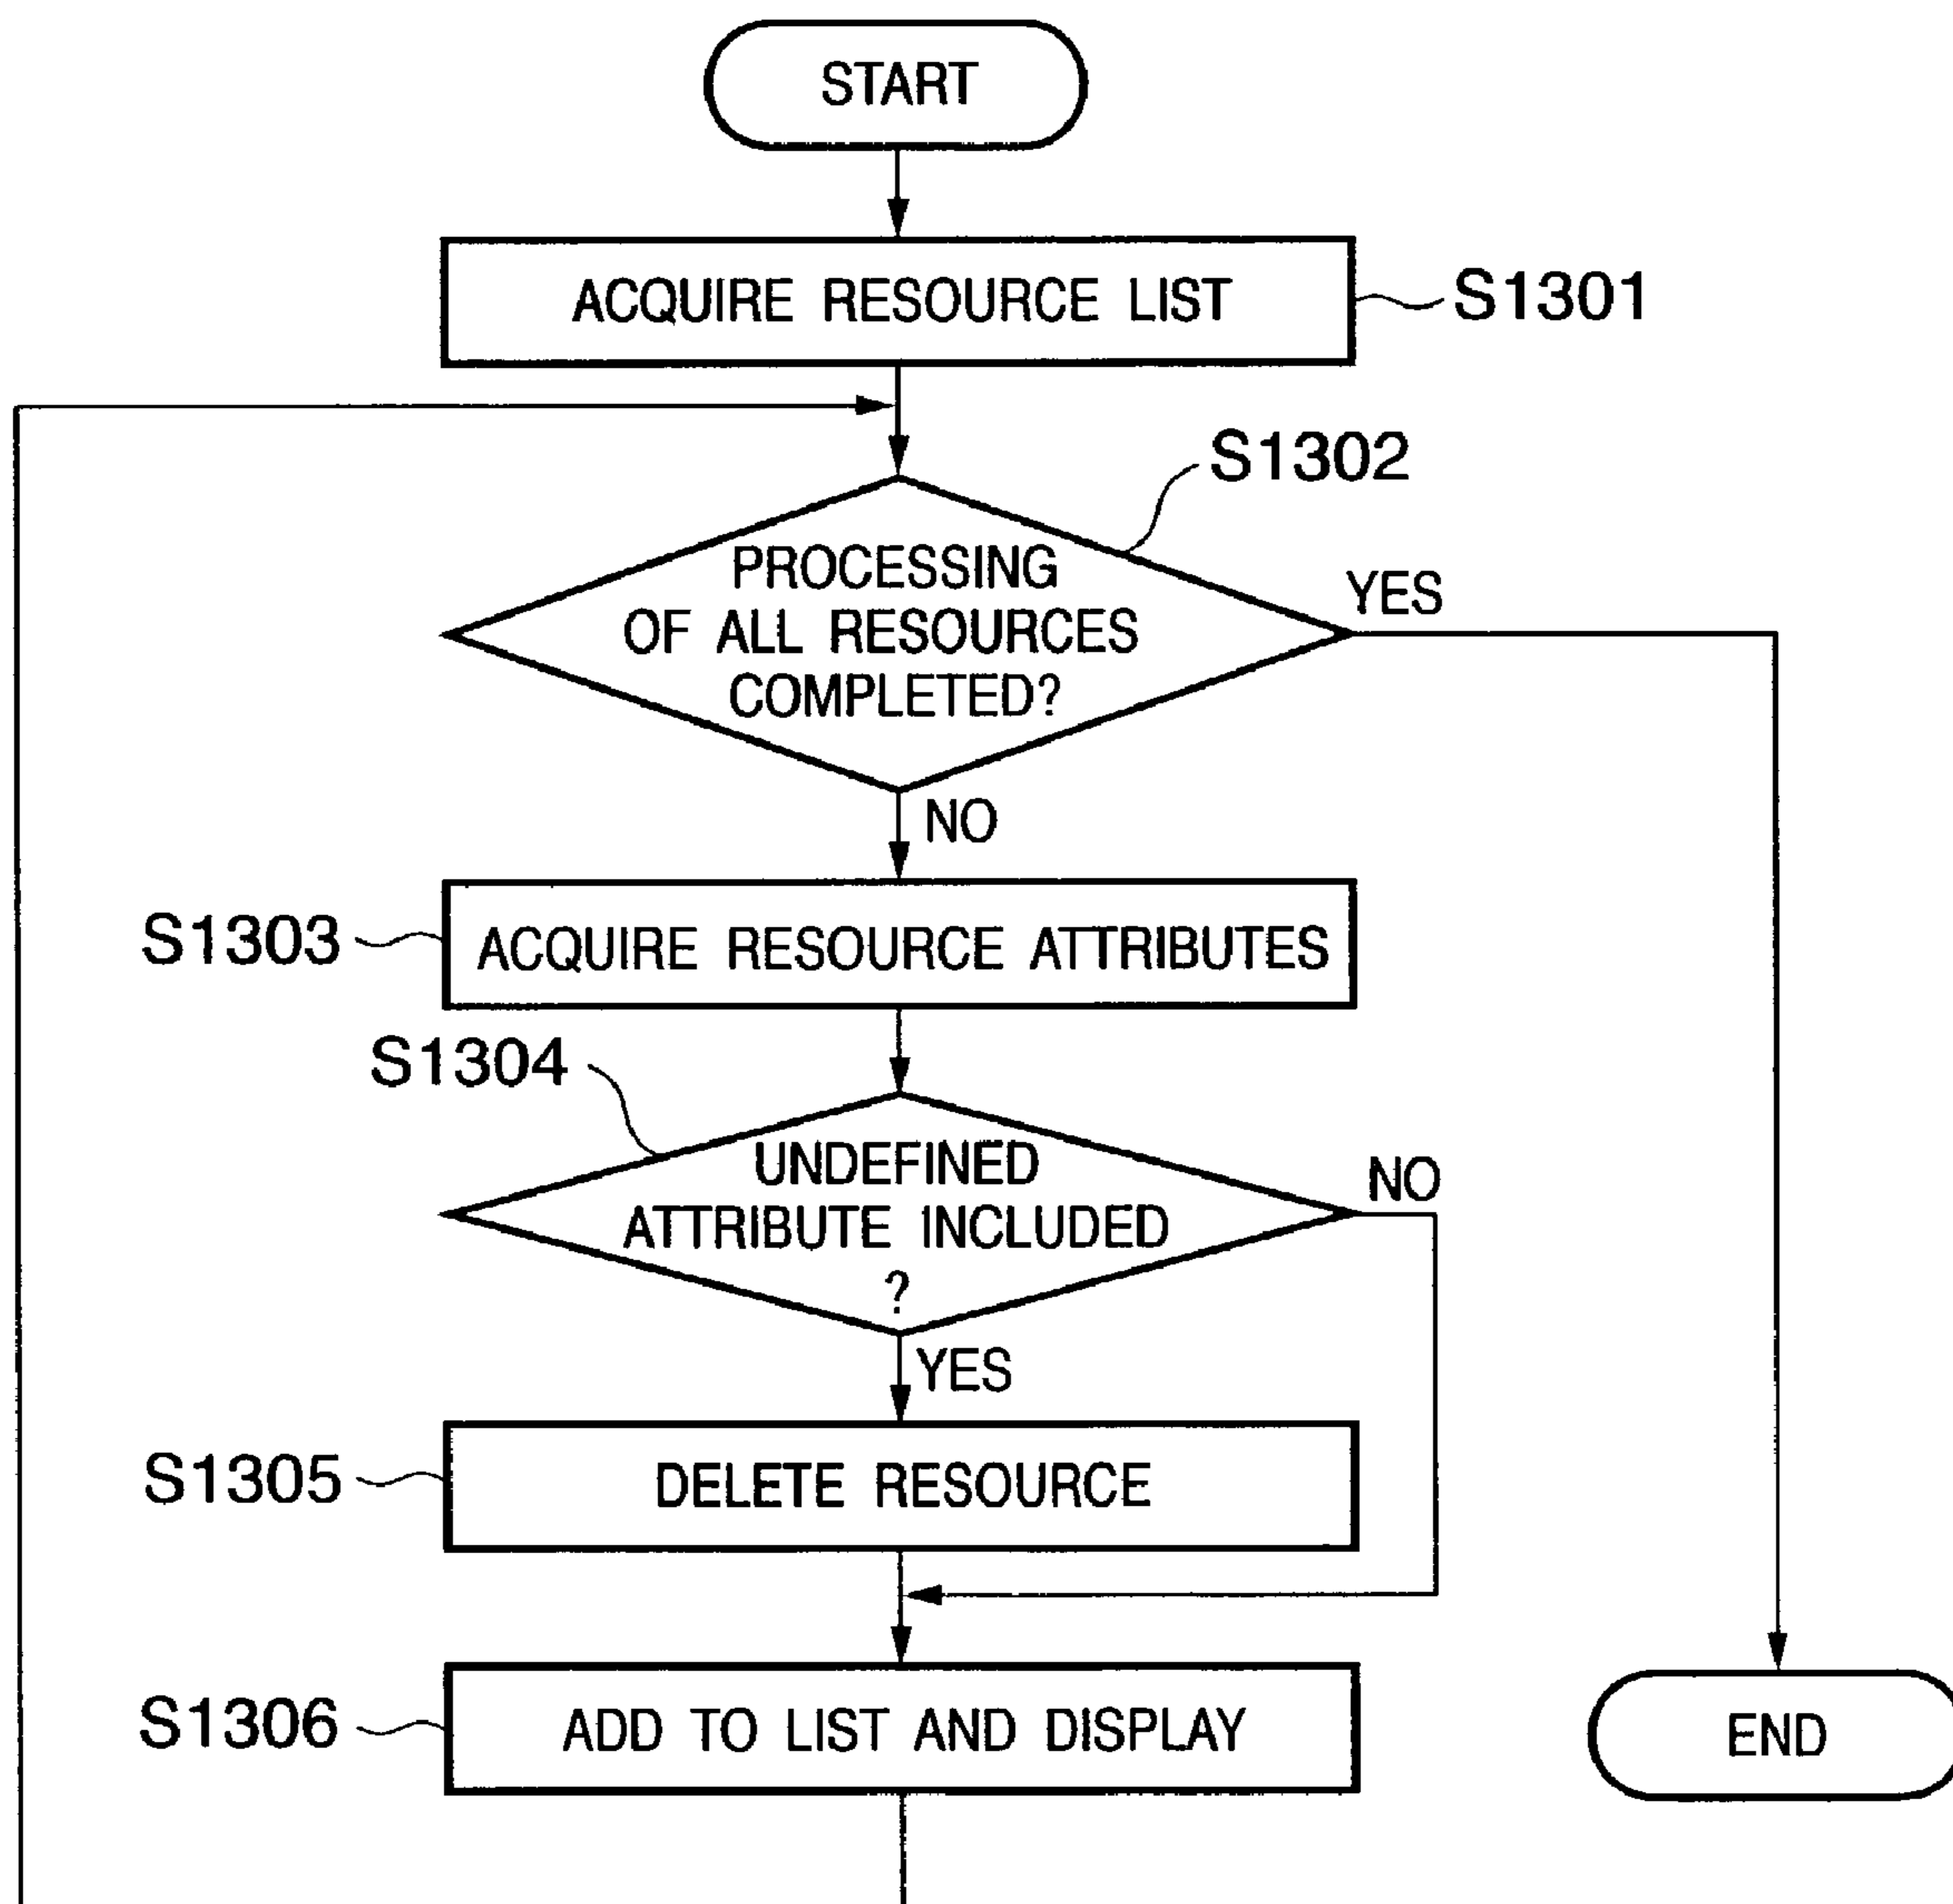 START
ACQUIRE RESOURCE LIST
S1301
S1302
PROCESSING
OF ALL RESOURCES
COMPLETED?
YES
NO
S1303
ACQUIRE RESOURCE ATTRIBUTES
S1304
UNDEFINED
ATTRIBUTE INCLUDED
?
NO
YES
S1305
DELETE RESOURCE
S1306
ADD TO LIST AND DISPLAY
END